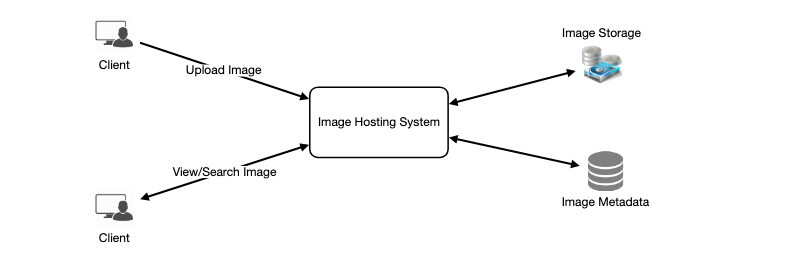 Image Storage
Client
Upload Image
Image Hosting System
View/Search Image
Image Metadata
Client